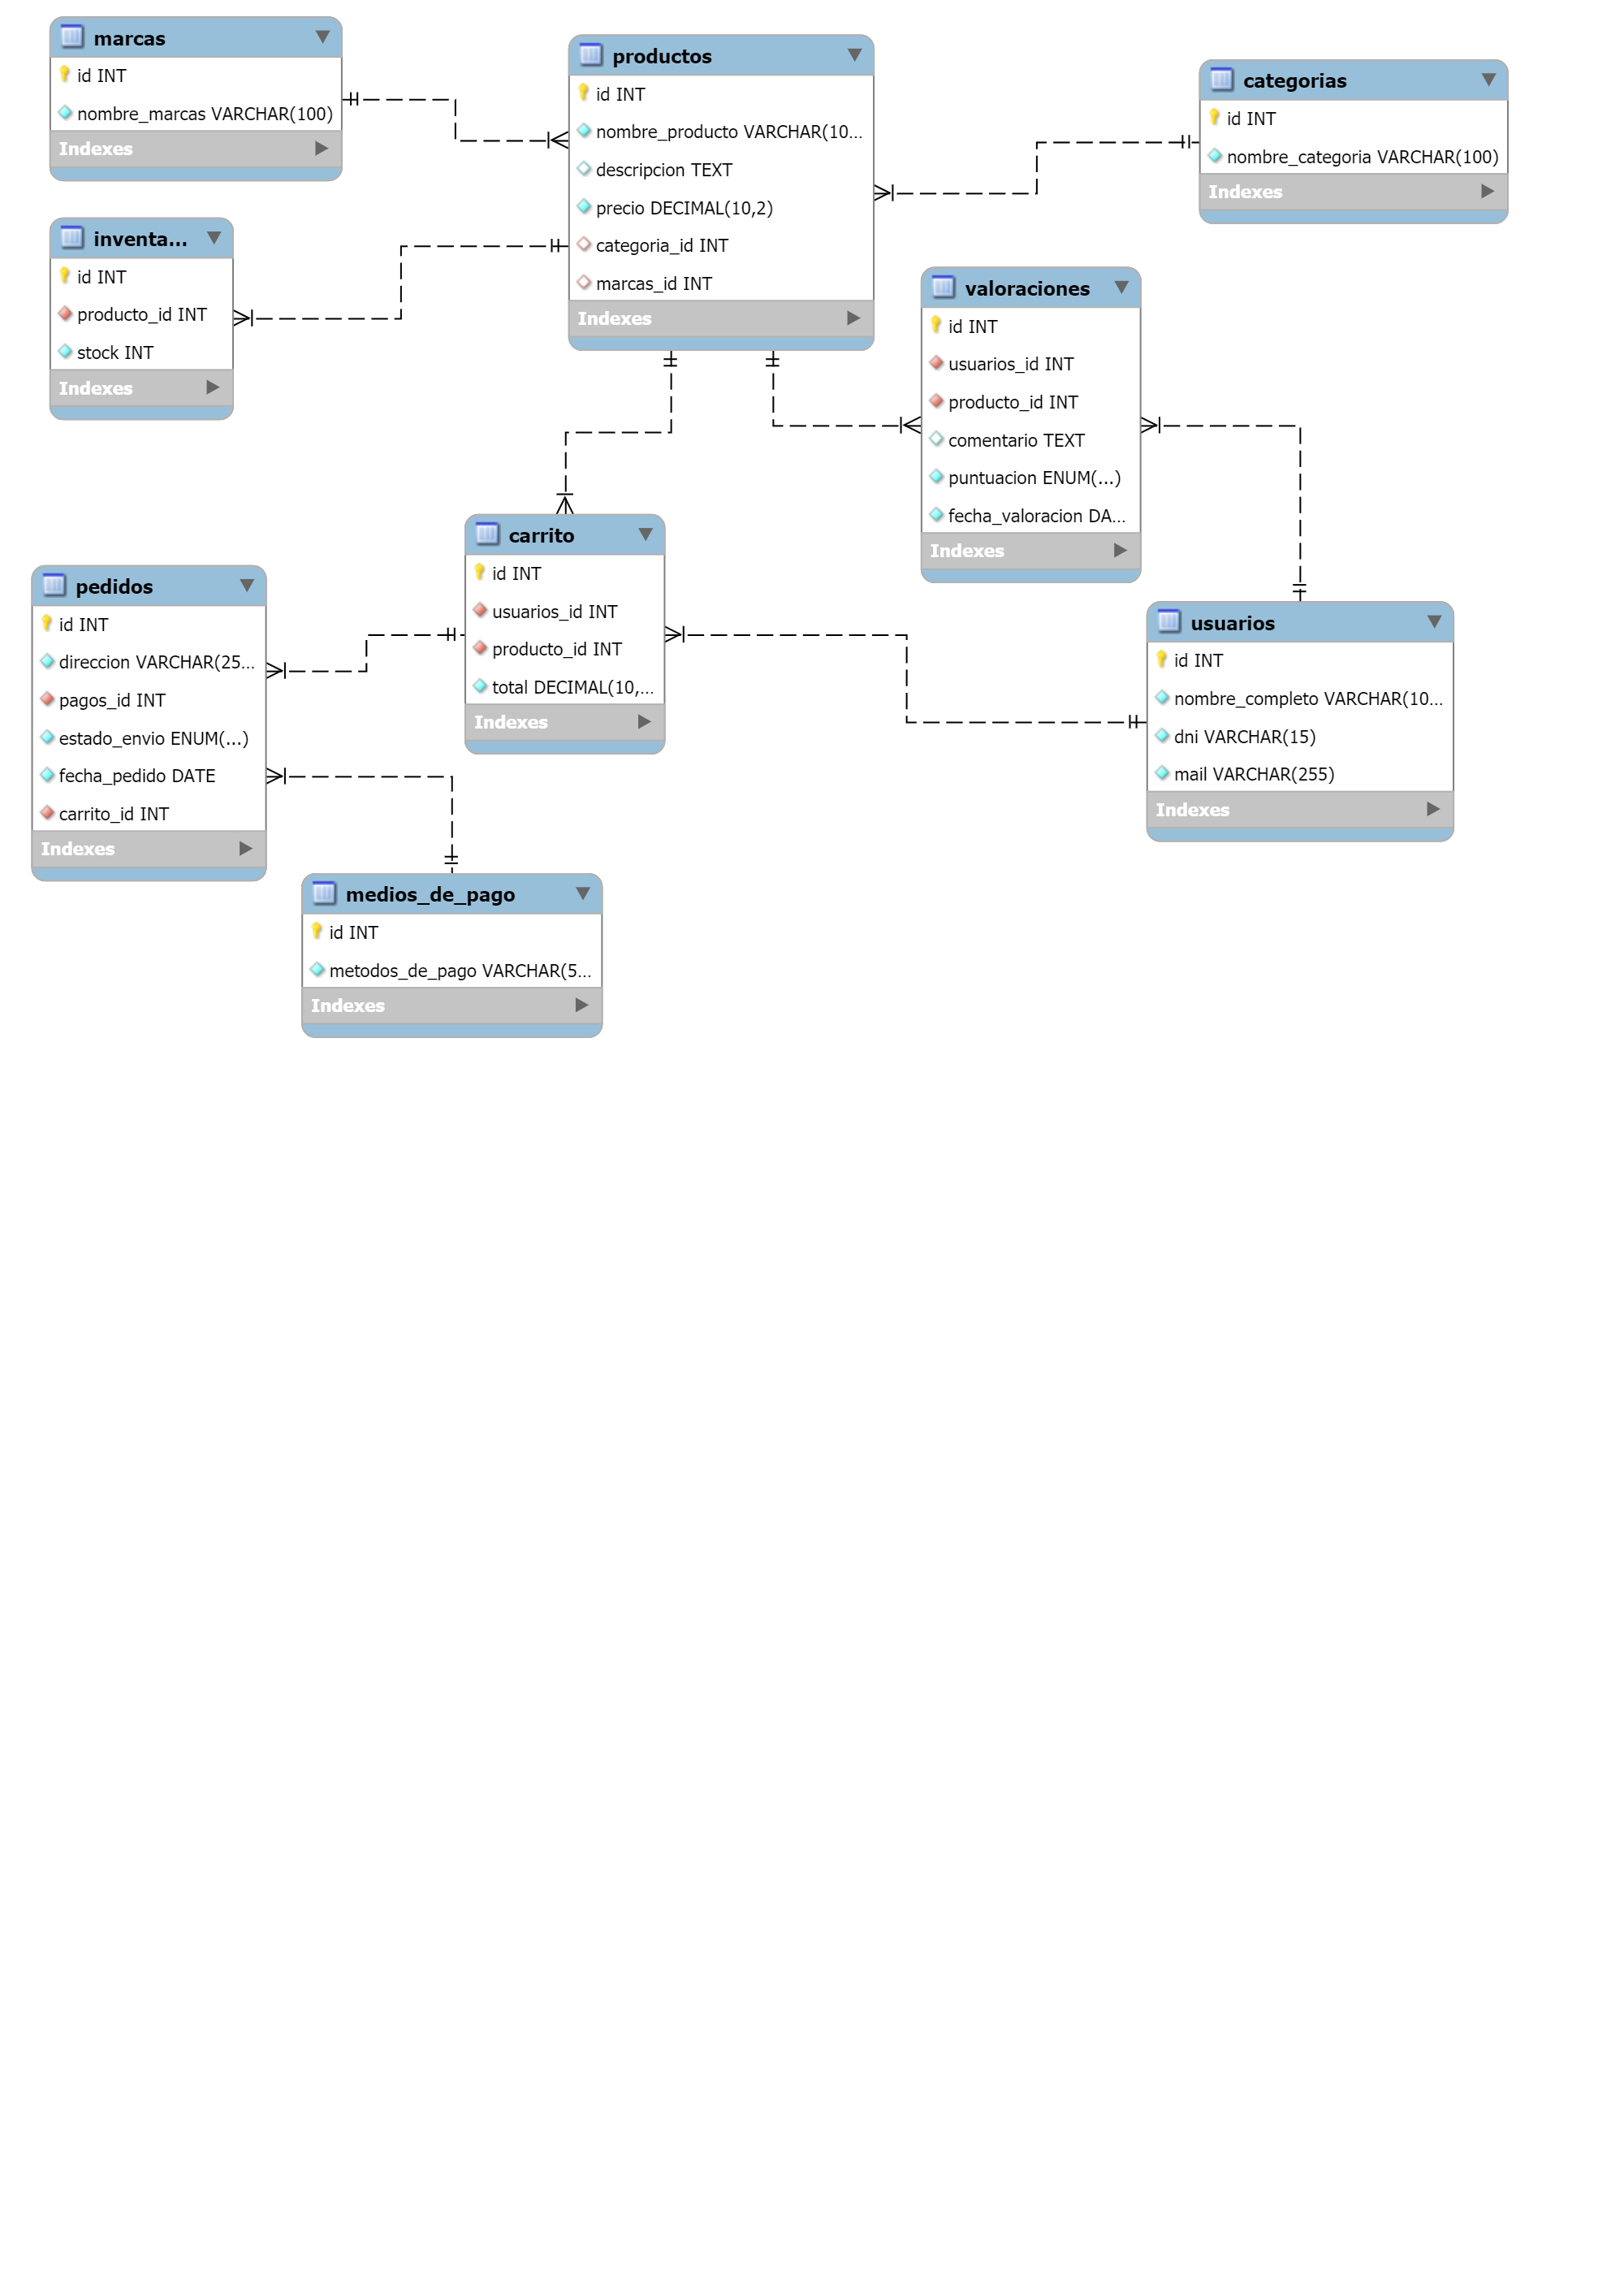 marcas
id INT
nombre_marcas VARCHAR(100)
Indexes
inventa...
id INT
producto_id INT
stock INT
Indexes
productos
id INT
nombre_producto VARCHAR(10...
descripcion TEXT
precio DECIMAL(10,2)
categoria_id INT
marcas_id INT
Indexes
categorias
id INT
nombre_categoria VARCHAR(100)
Indexes
valoraciones
id INT
usuarios_id INT
producto_id INT
comentario TEXT
puntuacion ENUM(...)
fecha_valoracion DA...
Indexes
carrito
id INT
usuarios_id INT
producto_id INT
total DECIMAL(10,...
Indexes
pedidos
id INT
direccion VARCHAR(25...
pagos_id INT
estado_envio ENUM(...)
fecha_pedido DATE
carrito_id INT
Indexes
usuarios
id INT
nombre_completo VARCHAR(10...
dni VARCHAR(15)
mail VARCHAR(255)
Indexes
medios_de_pago
id INT
metodos_de_pago VARCHAR(5...
Indexes